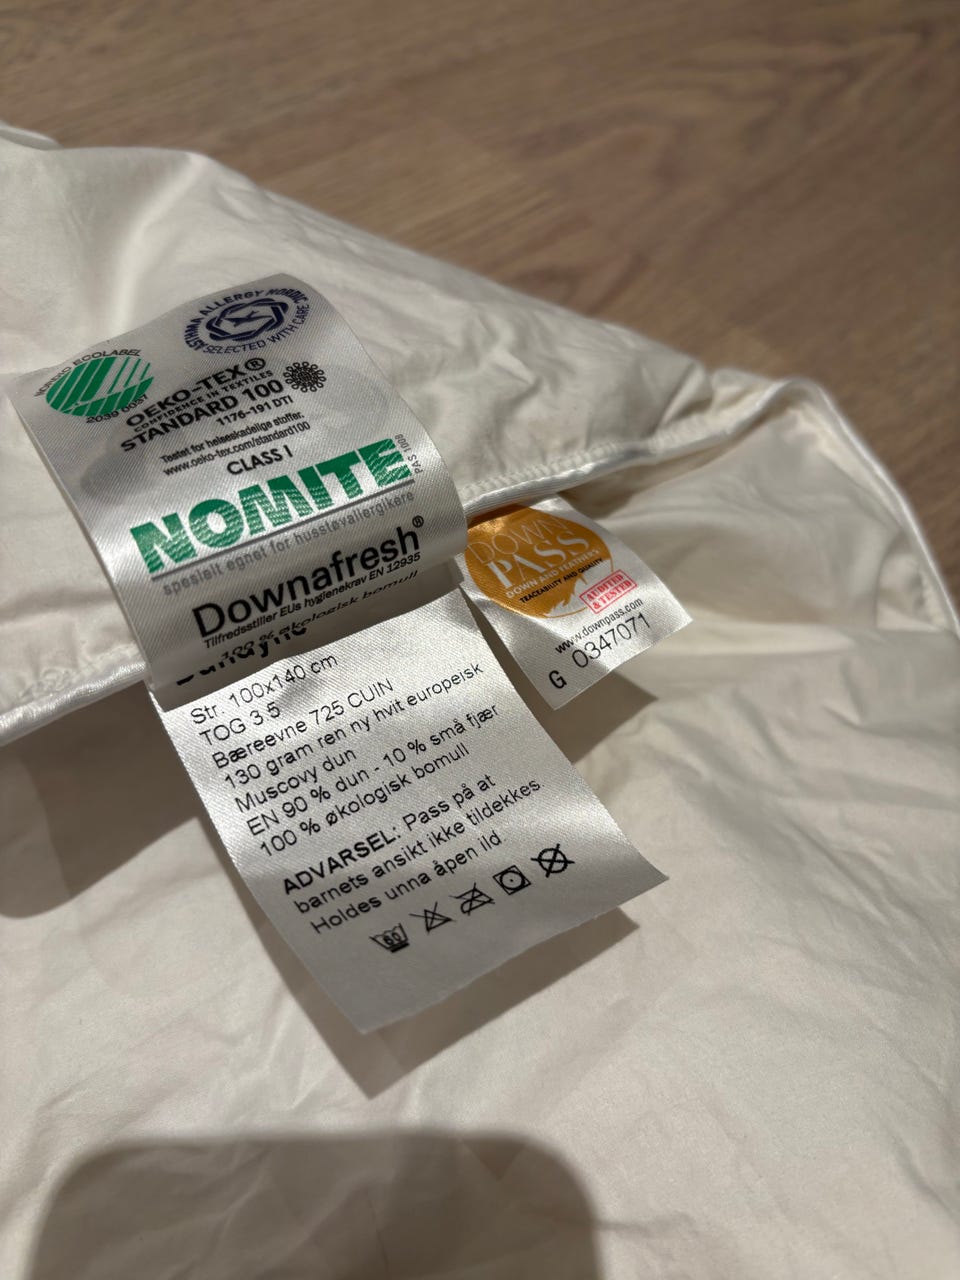 ASTHMA ALLERGY NORDIC
SELECTED WITH CARE
NORDIC ECOLABEL
2039 0057
OEKO-TEX®
CONFIDENCE IN TEXTILES
STANDARD 100
1176-191 DTI
Testet for helseskadelige stoffer.
www.oeko-tex.com/standard100
CLASS I
NOMITE
PAS 1008
spesielt egnet for husstøvallergikere
Downafresh®
Tilfredsstiller EUs hygienekrav EN 12935
100 % økologisk bomull
Str. 100x140 cm
TOG 3 5
Bæreevne 725 CUIN
130 gram ren ny hvit europeisk
Muscovy dun
EN 90 % dun - 10 % små fjær
100 % økologisk bomull
ADVARSEL: Pass på at
barnets ansikt ikke tildekkes.
Holdes unna åpen ild.
60
DOWN
PASS
DOWN AND FEATHERS
TRACEABILITY AND QUALITY
AUDITED
& TESTED
www.downpass.com
G 0347071